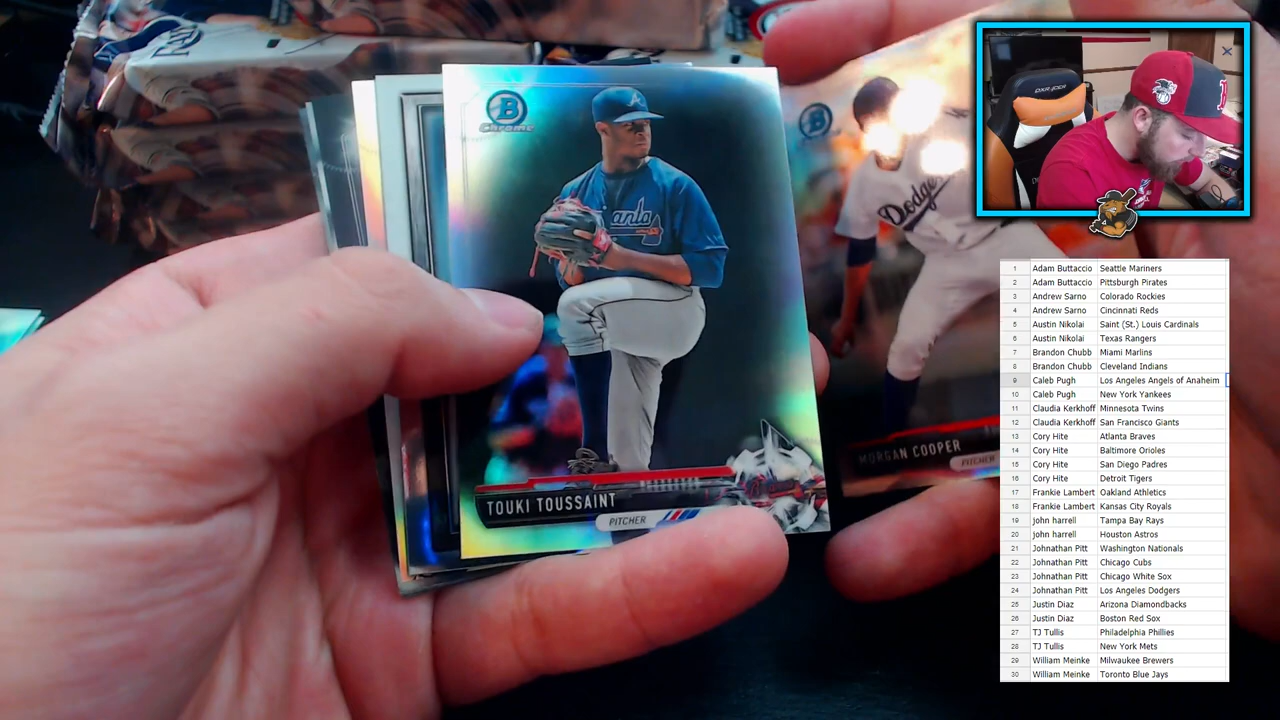 B
Chrome
anta
TOUKI TOUSSAINT
PITCHER
B
Dodge
MORGAN COOPER
PITCHER
DXRACER
1 Adam Buttaccio Seattle Mariners
2 Adam Buttaccio Pittsburgh Pirates
3 Andrew Sarno Colorado Rockies
4 Andrew Sarno Cincinnati Reds
5 Austin Nikolai Saint (St.) Louis Cardinals
6 Austin Nikolai Texas Rangers
7 Brandon Chubb Miami Marlins
8 Brandon Chubb Cleveland Indians
9 Caleb Pugh Los Angeles Angels of Anaheim
10 Caleb Pugh New York Yankees
11 Claudia Kerkhoff Minnesota Twins
12 Claudia Kerkhoff San Francisco Giants
13 Cory Hite Atlanta Braves
14 Cory Hite Baltimore Orioles
15 Cory Hite San Diego Padres
16 Cory Hite Detroit Tigers
17 Frankie Lambert Oakland Athletics
18 Frankie Lambert Kansas City Royals
19 john harrell Tampa Bay Rays
20 john harrell Houston Astros
21 Johnathan Pitt Washington Nationals
22 Johnathan Pitt Chicago Cubs
23 Johnathan Pitt Chicago White Sox
24 Johnathan Pitt Los Angeles Dodgers
25 Justin Diaz Arizona Diamondbacks
26 Justin Diaz Boston Red Sox
27 TJ Tullis Philadelphia Phillies
28 TJ Tullis New York Mets
29 William Meinke Milwaukee Brewers
30 William Meinke Toronto Blue Jays